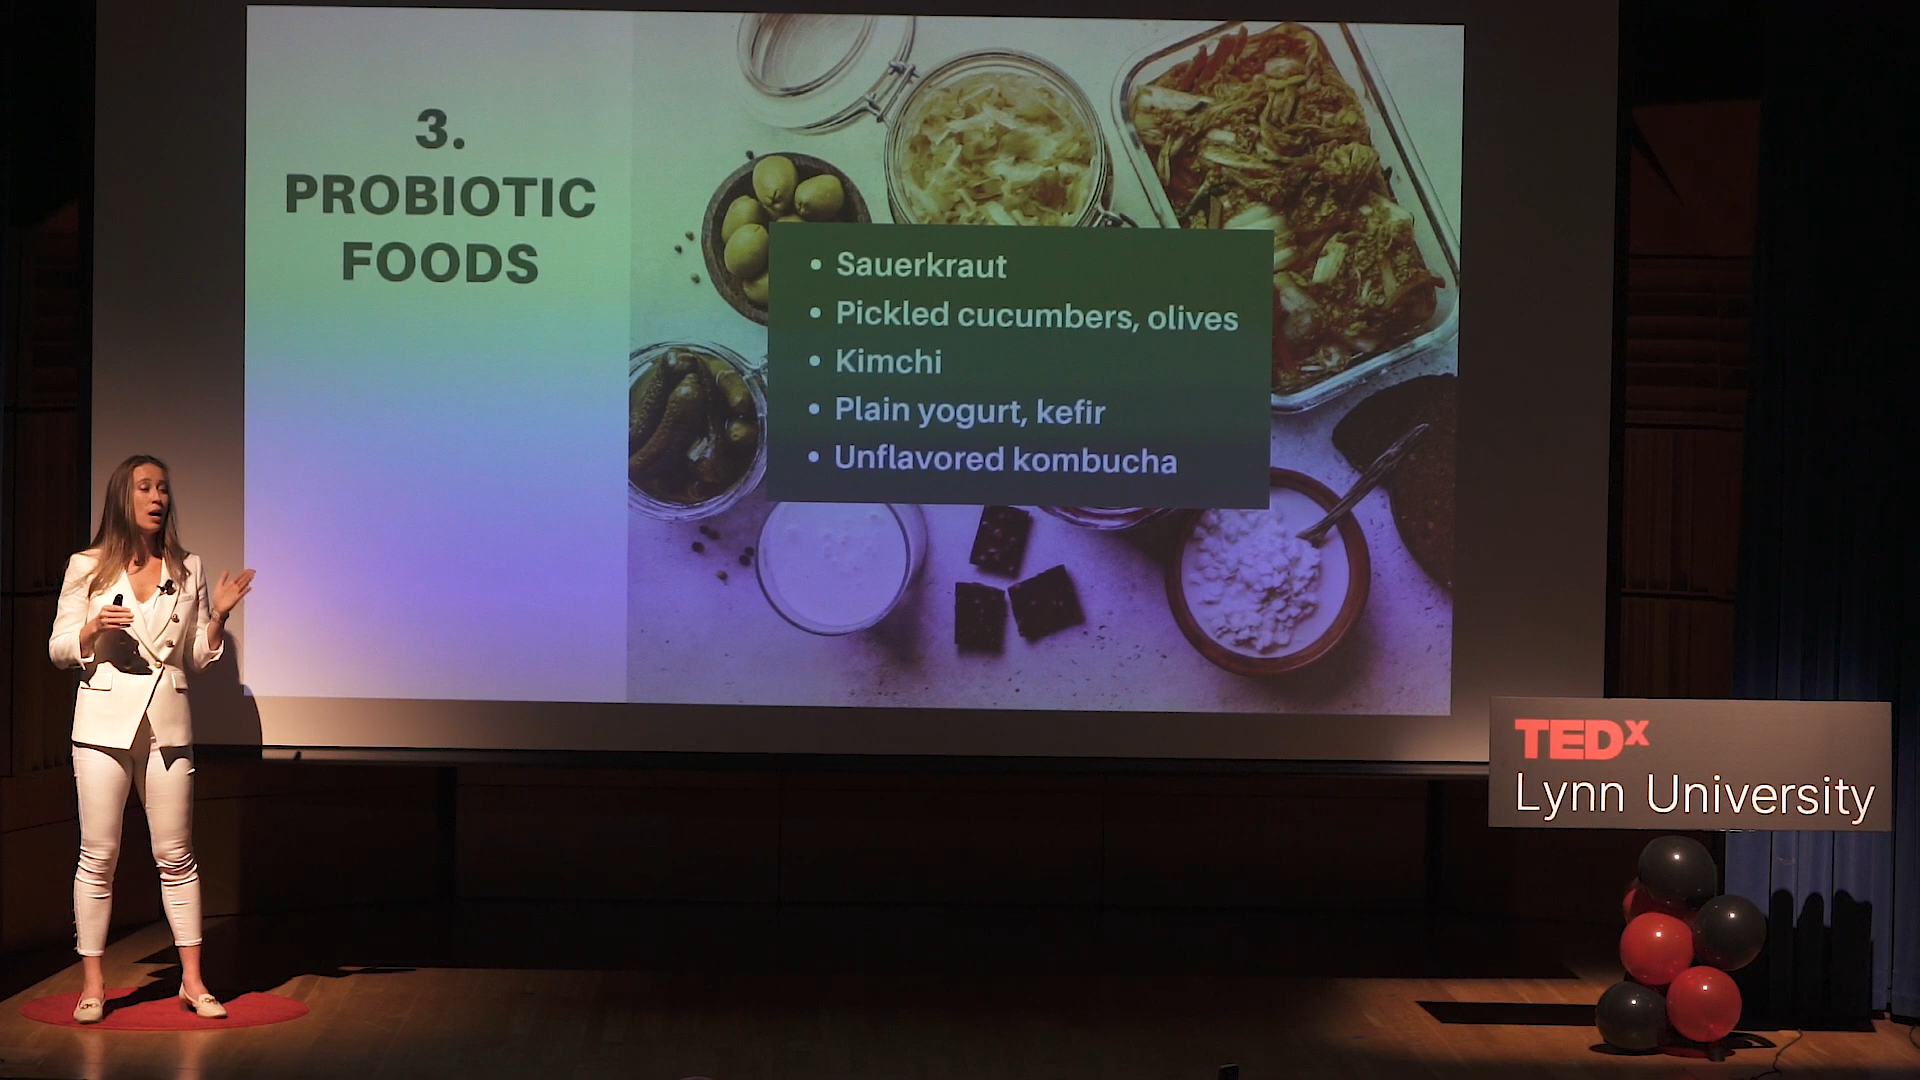 3.
PROBIOTIC
FOODS
• Sauerkraut
• Pickled cucumbers, olives
• Kimchi
• Plain yogurt, kefir
• Unflavored kombucha
TEDx
Lynn University